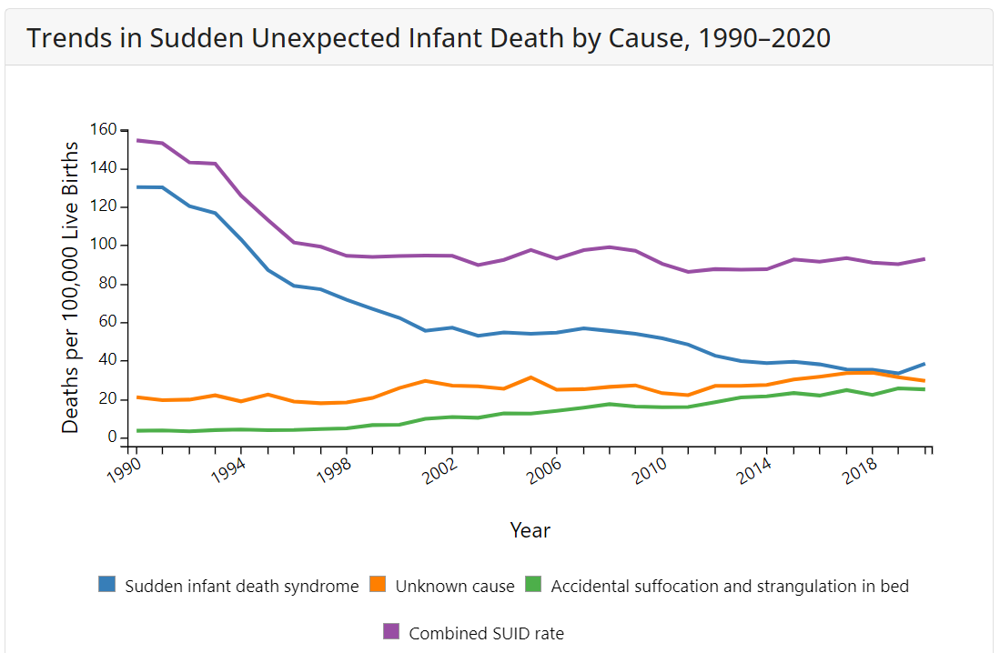 Trends in Sudden Unexpected Infant Death by Cause, 1990–2020
Deaths per 100,000 Live Births
160
140
120
100
80
60
40
20
0
1990 1994 1998 2002 2006 2010 2014 2018
Year
Sudden infant death syndrome Unknown cause Accidental suffocation and strangulation in bed
Combined SUID rate